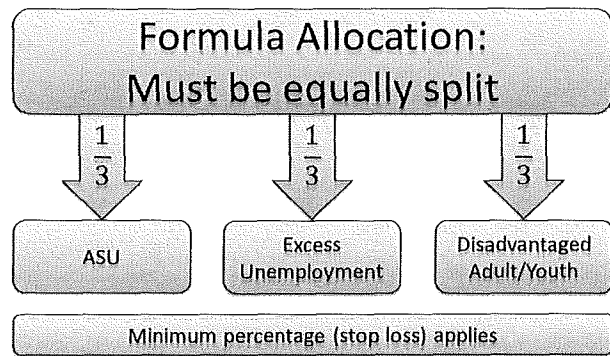 Formula Allocation:
Must be equally split
1/3 1/3 1/3
ASU
Excess
Unemployment
Disadvantaged
Adult/Youth
Minimum percentage (stop loss) applies